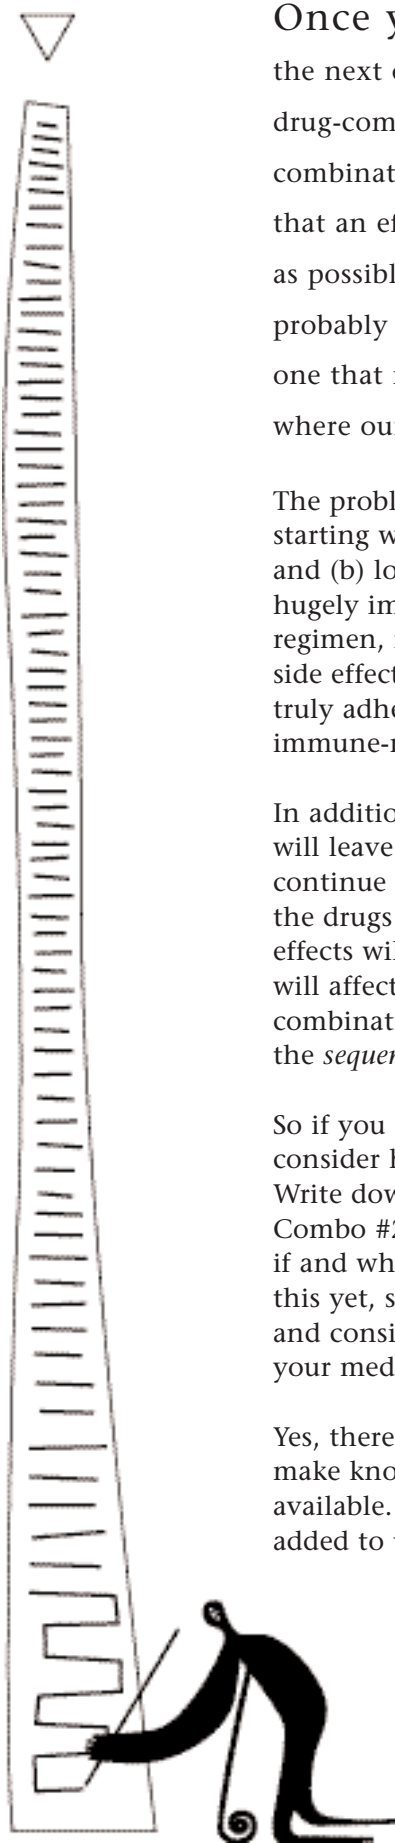 Once y
the next
drug-com
combinat
that an ef
as possibl
probably
one that
where ou
The probl
starting w
and (b) lo
hugely im
regimen,
side effect
truly adhe
immune-
In additio
will leave
continue
the drugs
effects wil
will affect
combinati
the seque
So if you
consider
Write dow
Combo #2
if and wh
this yet, s
and consi
your med
Yes, there
make kno
available.
added to